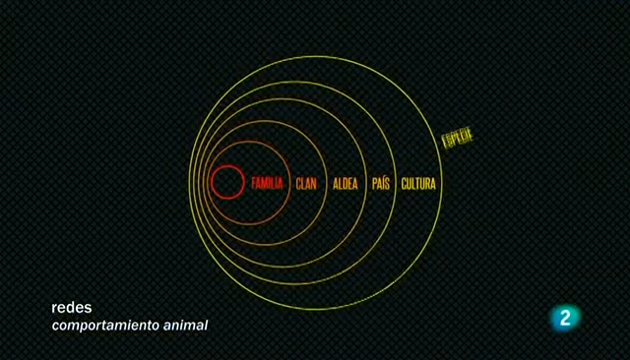 FAMILIA CLAN ALDEA PAÍS CULTURA
ESPECIE
redes
comportamiento animal
2